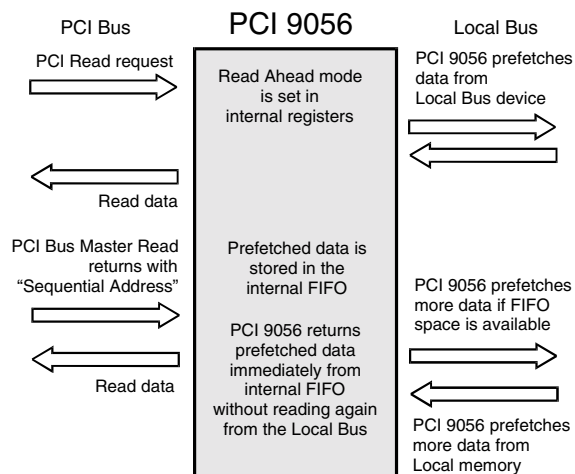 PCI Bus
PCI 9056
Local Bus
PCI Read request
Read Ahead mode
is set in
internal registers
PCI 9056 prefetches
data from
Local Bus device
Read data
PCI Bus Master Read
returns with
“Sequential Address”
Prefetched data is
stored in the
internal FIFO
PCI 9056 prefetches
more data if FIFO
space is available
PCI 9056 returns
prefetched data
immediately from
internal FIFO
without reading again
from the Local Bus
Read data
PCI 9056 prefetches
more data from
Local memory